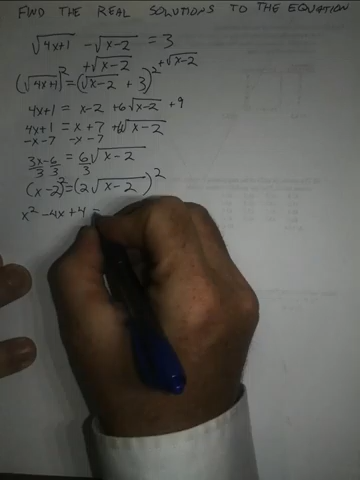 FIND THE REAL SOLUTIONS TO THE EQUATION
√4x+1 - √x-2 = 3
+√x-2 +√x-2
(√4x+1)² = (√x-2 + 3)²
4x+1 = x-2 +6√x-2 +9
4x+1 = x+7 +6√x-2
-x-7 -x-7
3x-6 = 6√x-2
3 3 3
(x-2)² = (2√x-2)²
x²-4x+4 =